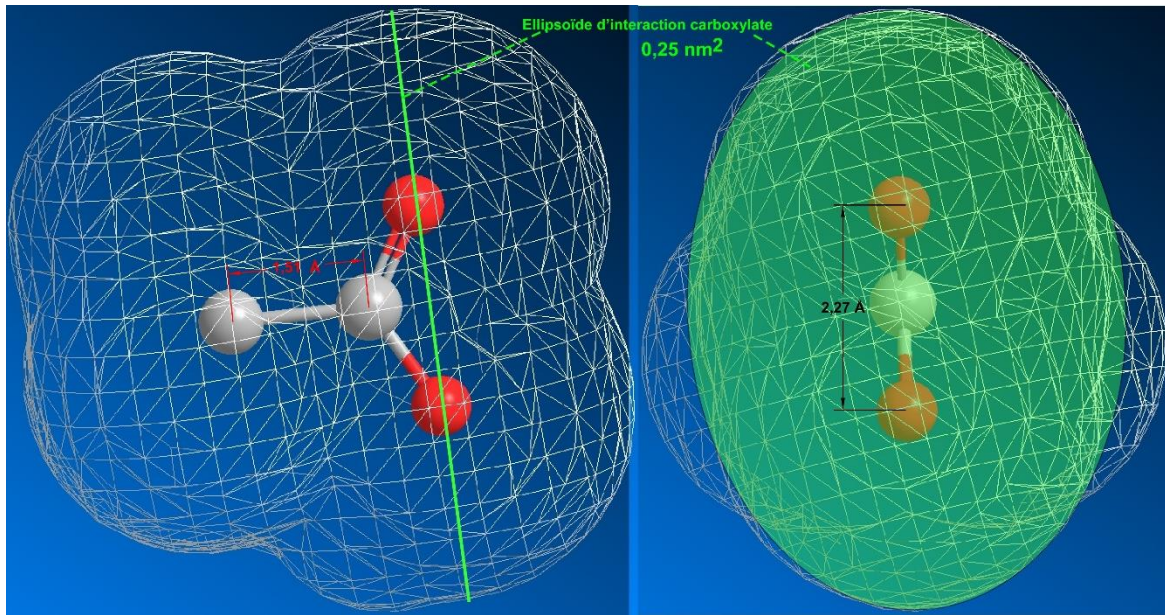 Ellipsoïde d'interaction carboxylate
0,25 nm²
1,51 Å
2,27 Å